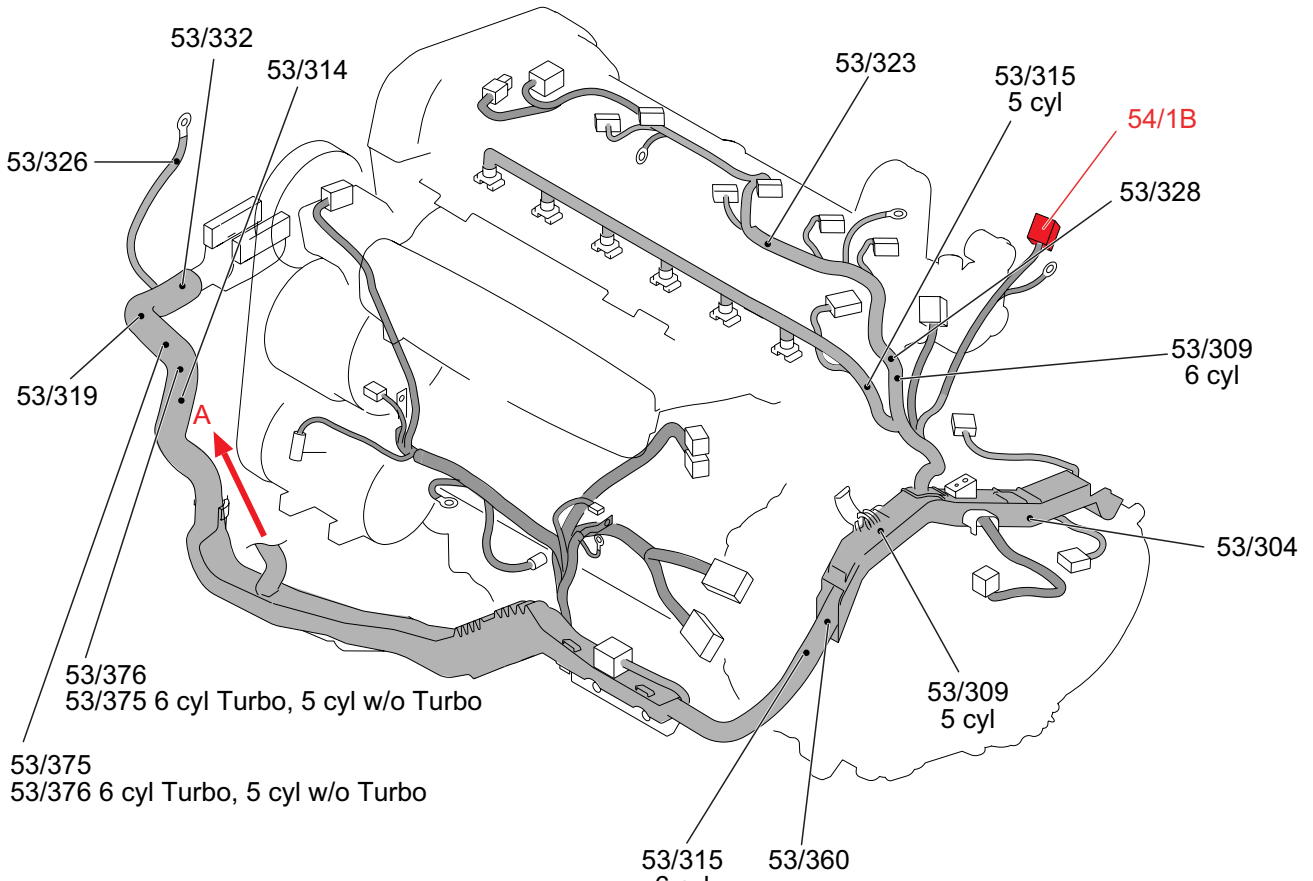 53/332
53/314
53/323
53/315
5 cyl
54/1B
53/326
53/328
53/309
6 cyl
53/319
A
53/304
53/376
53/375 6 cyl Turbo, 5 cyl w/o Turbo
53/309
5 cyl
53/375
53/376 6 cyl Turbo, 5 cyl w/o Turbo
53/315
53/360
6 cyl